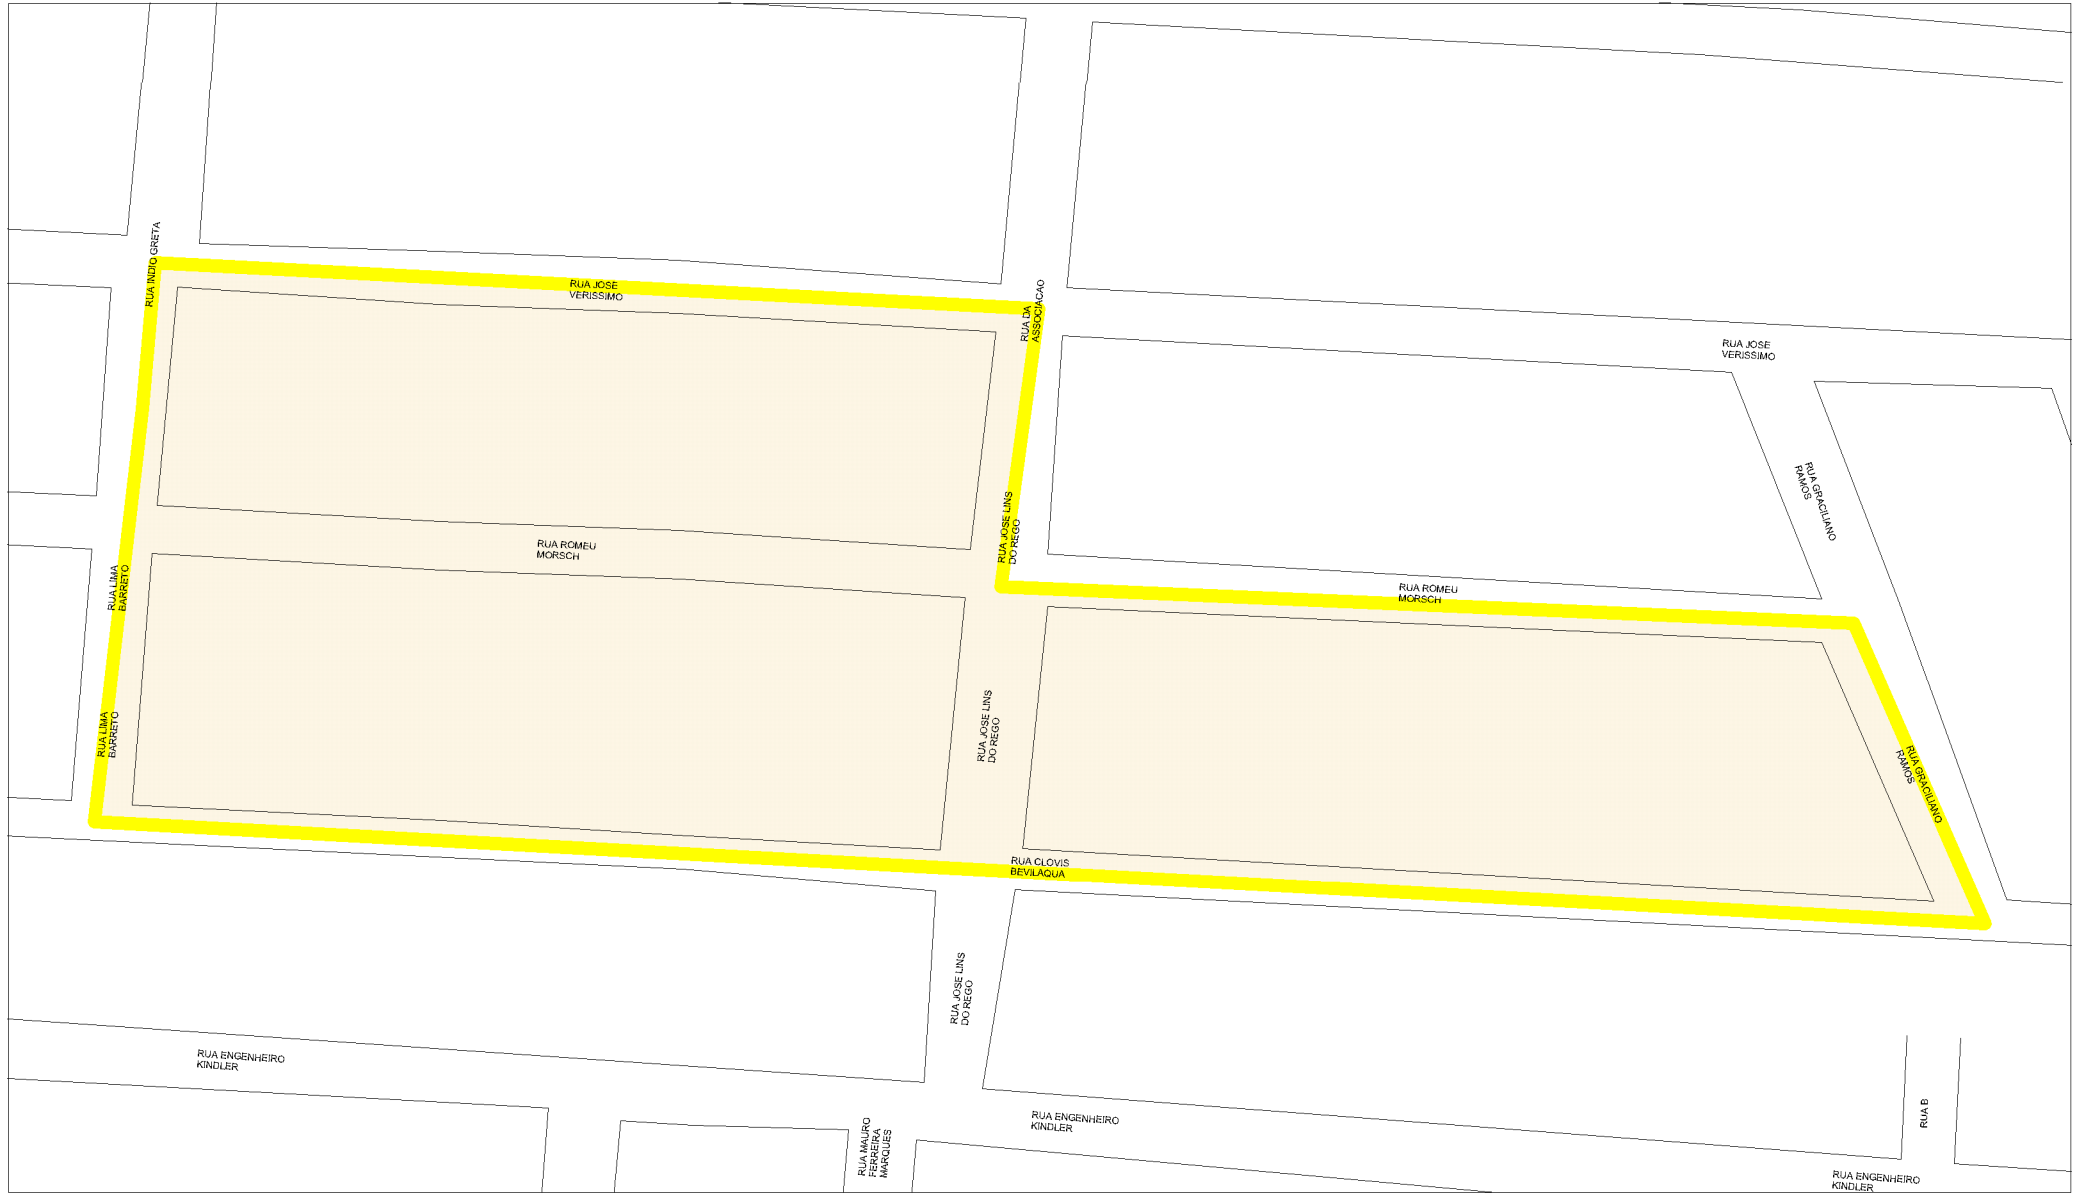 RUA INDIO GRETA
RUA JOSE
VERISSIMO
RUA DA
ASSOCIACAO
RUA JOSE
VERISSIMO
RUA GRACILIANO
RAMOS
RUA JOSE LINS
DO REGO
RUA ROMEU
MORSCH
RUA LIMA
BARRETO
RUA ROMEU
MORSCH
RUA JOSE LINS
DO REGO
RUA LIMA
BARRETO
RUA GRACILIANO
RAMOS
RUA CLOVIS
BEVILAQUA
RUA JOSE LINS
DO REGO
RUA ENGENHEIRO
KINDLER
RUA ENGENHEIRO
KINDLER
RUA B
RUA MAURO
FERREIRA
MARQUES
RUA ENGENHEIRO
KINDLER